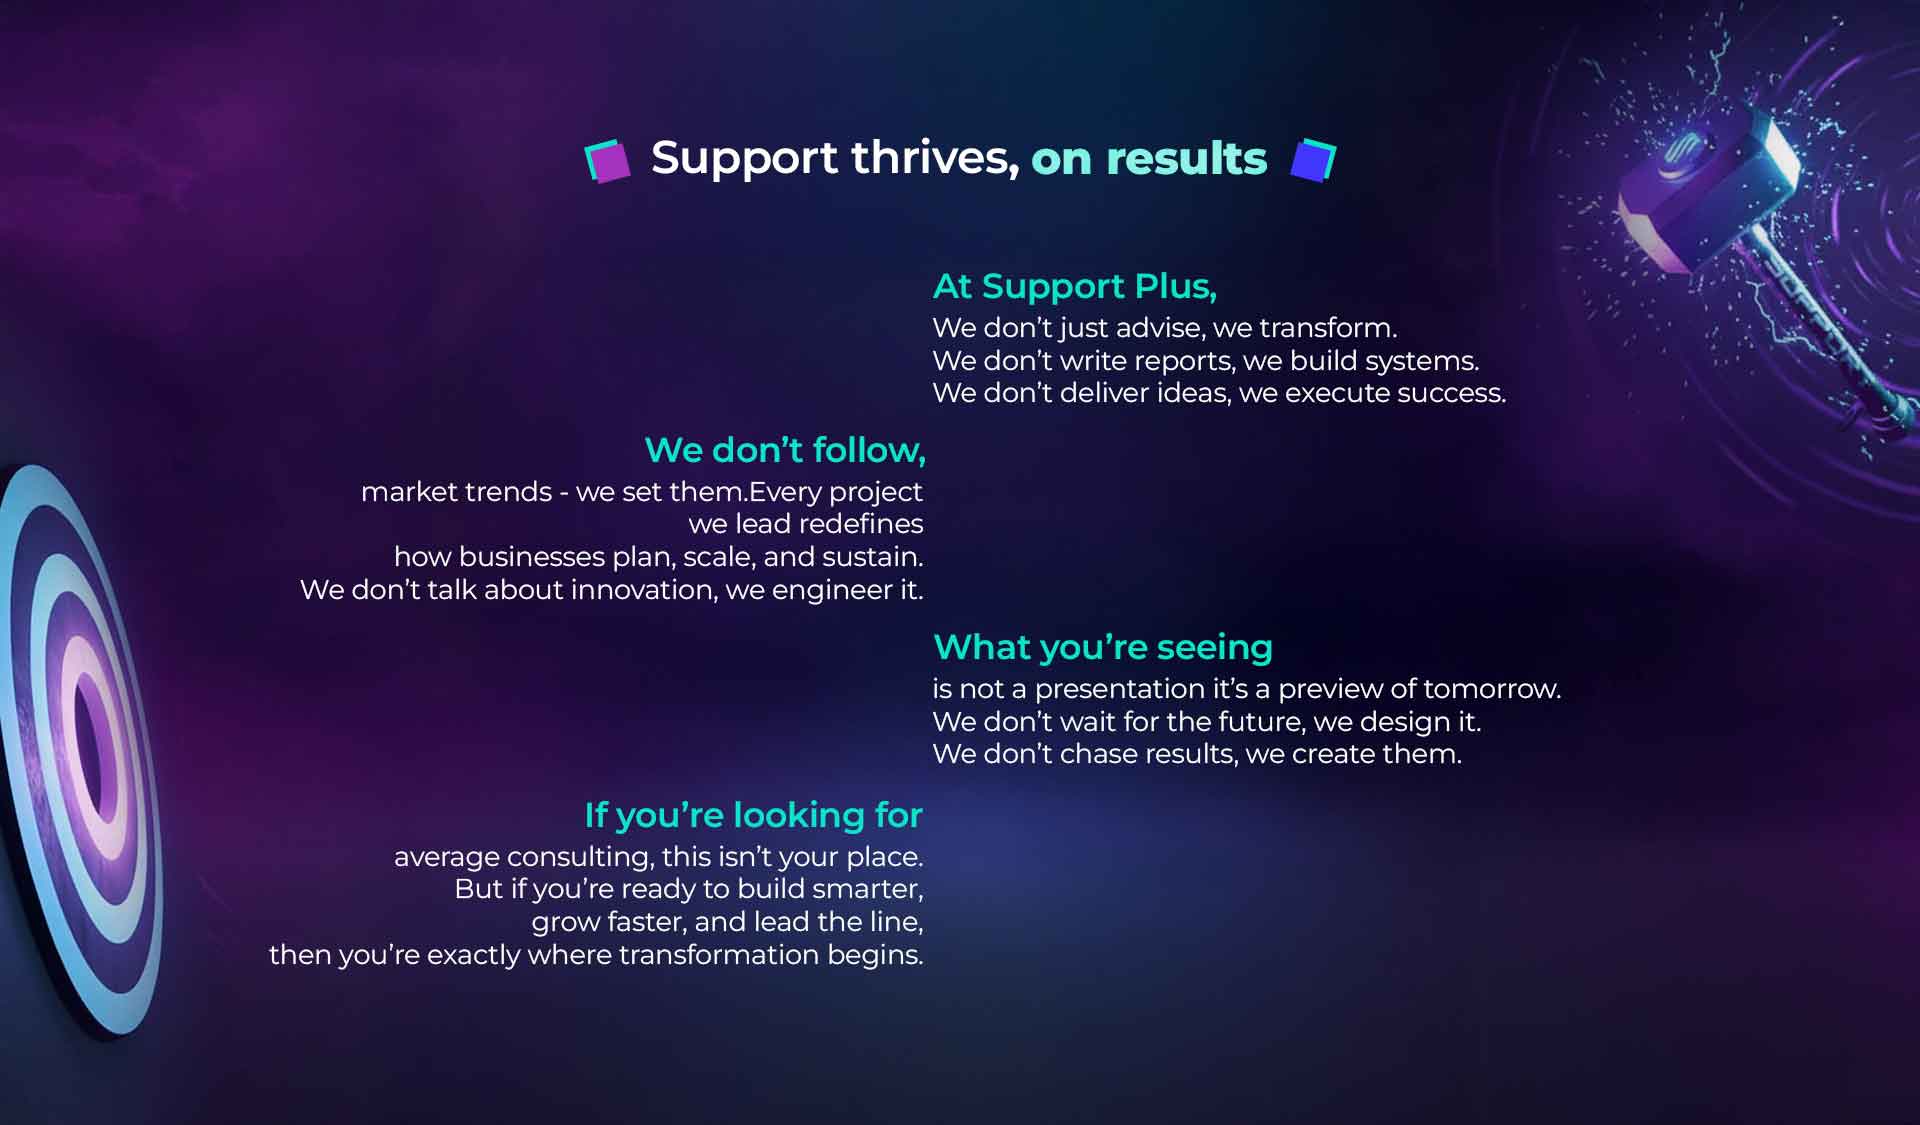 Support thrives, on results
At Support Plus,
We don’t just advise, we transform.
We don’t write reports, we build systems.
We don’t deliver ideas, we execute success.
We don’t follow,
market trends - we set them.Every project
we lead redefines
how businesses plan, scale, and sustain.
We don’t talk about innovation, we engineer it.
What you’re seeing
is not a presentation it’s a preview of tomorrow.
We don’t wait for the future, we design it.
We don’t chase results, we create them.
If you’re looking for
average consulting, this isn’t your place.
But if you’re ready to build smarter,
grow faster, and lead the line,
then you’re exactly where transformation begins.